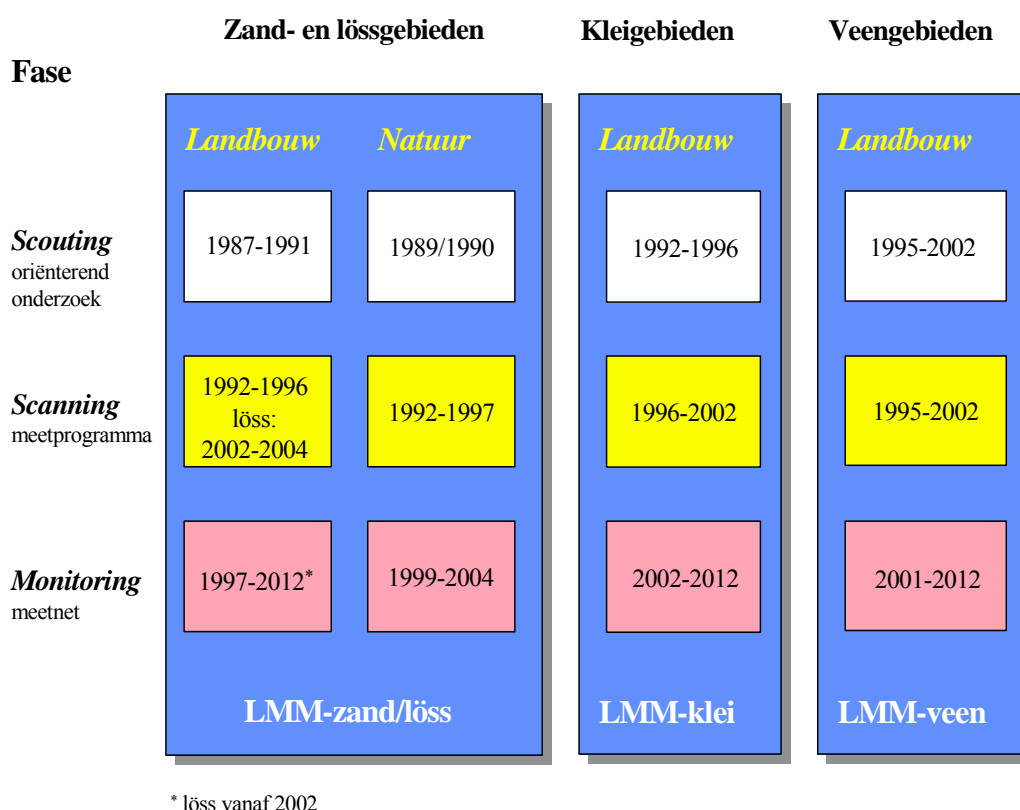 Zand- en lössgebieden Kleigebieden Veengebieden
Fase
Landbouw Natuur Landbouw Landbouw
Scouting
oriënterend
onderzoek
1987-1991 1989/1990 1992-1996 1995-2002
Scanning
meetprogramma
1992-1996
löss:
2002-2004
1992-1997 1996-2002 1995-2002
Monitoring
meetnet
1997-2012* 1999-2004 2002-2012 2001-2012
LMM-zand/löss LMM-klei LMM-veen
* löss vanaf 2002